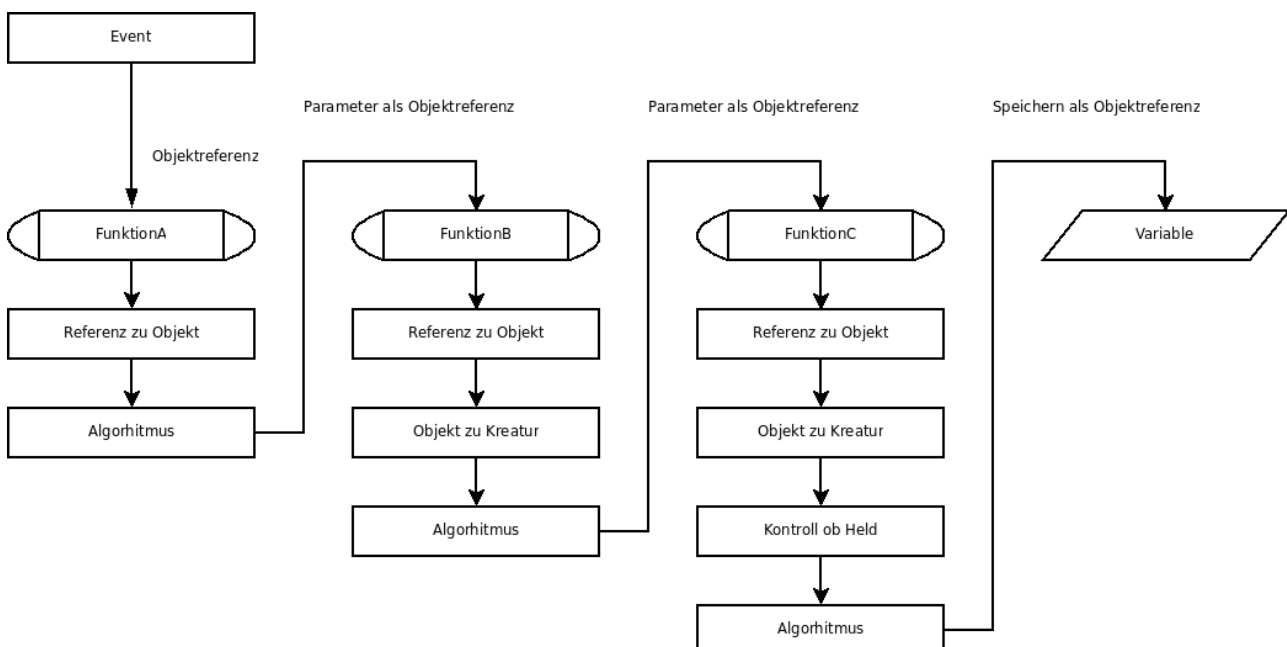 Event
Parameter als Objektreferenz
Parameter als Objektreferenz
Speichern als Objektreferenz
Objektreferenz
FunktionA
FunktionB
FunktionC
Variable
Referenz zu Objekt
Referenz zu Objekt
Referenz zu Objekt
Algorhitmus
Objekt zu Kreatur
Objekt zu Kreatur
Algorhitmus
Kontroll ob Held
Algorhitmus